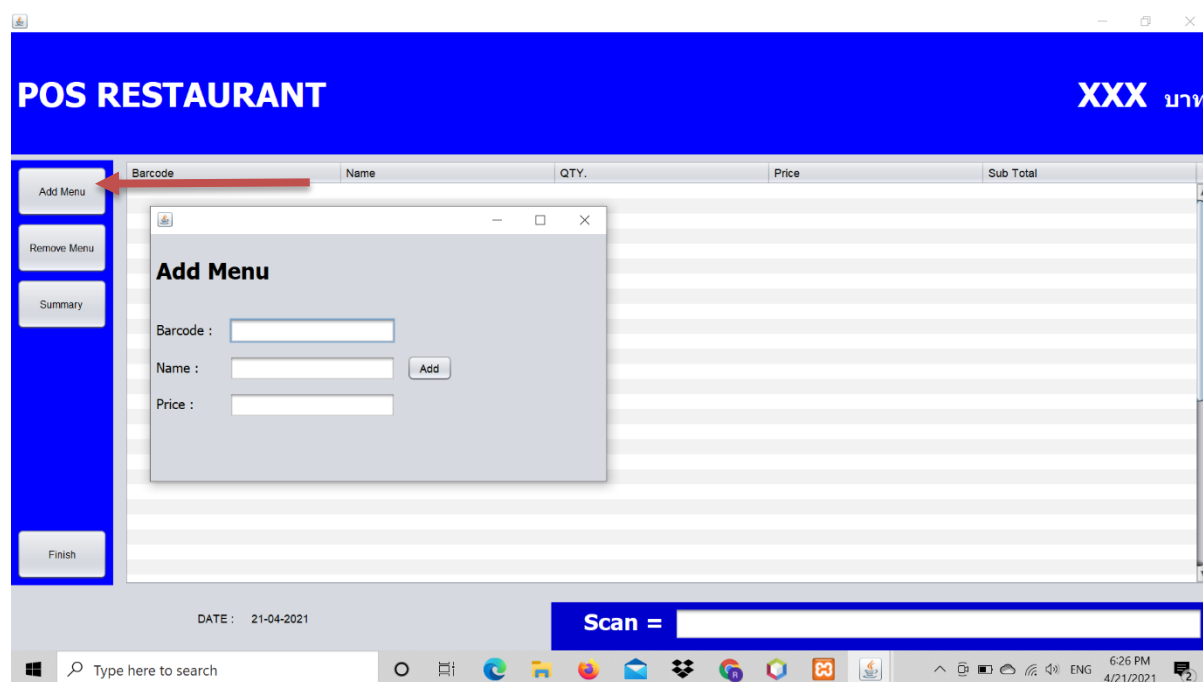 POS RESTAURANT
XXX บาท
Add Menu
Remove Menu
Summary
Finish
Barcode Name QTY. Price Sub Total
Add Menu
Barcode :
Name : Add
Price :
DATE : 21-04-2021
Scan =
Type here to search
ENG
6:26 PM
4/21/2021
2